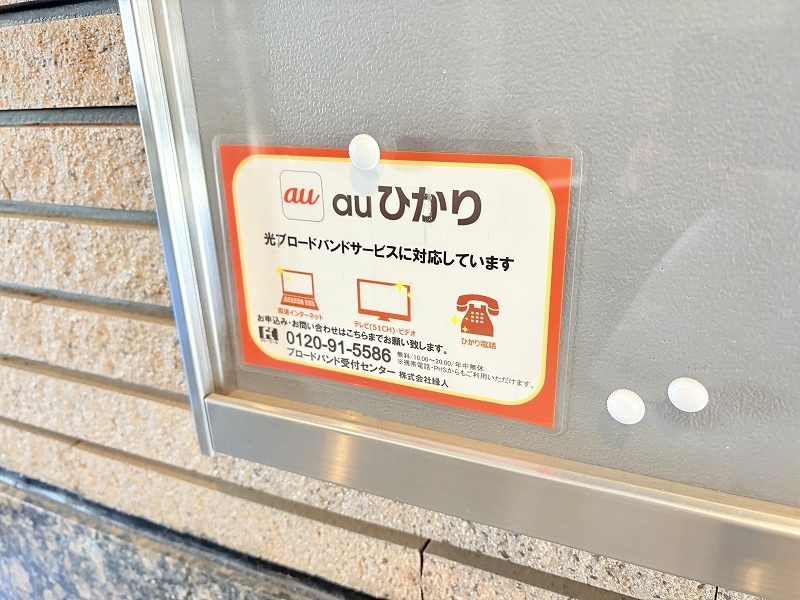 au
auひかり
光ブロードバンドサービスに対応しています
高速インターネット
テレビ(51CH)・ビデオ
ひかり電話
お申込み・お問い合わせはこちらまでお願い致します。
0120-91-5586
無料/10:00~20:00/年中無休
※携帯電話・PHSからもご利用いただけます。
ブロードバンド受付センター 株式会社縁人